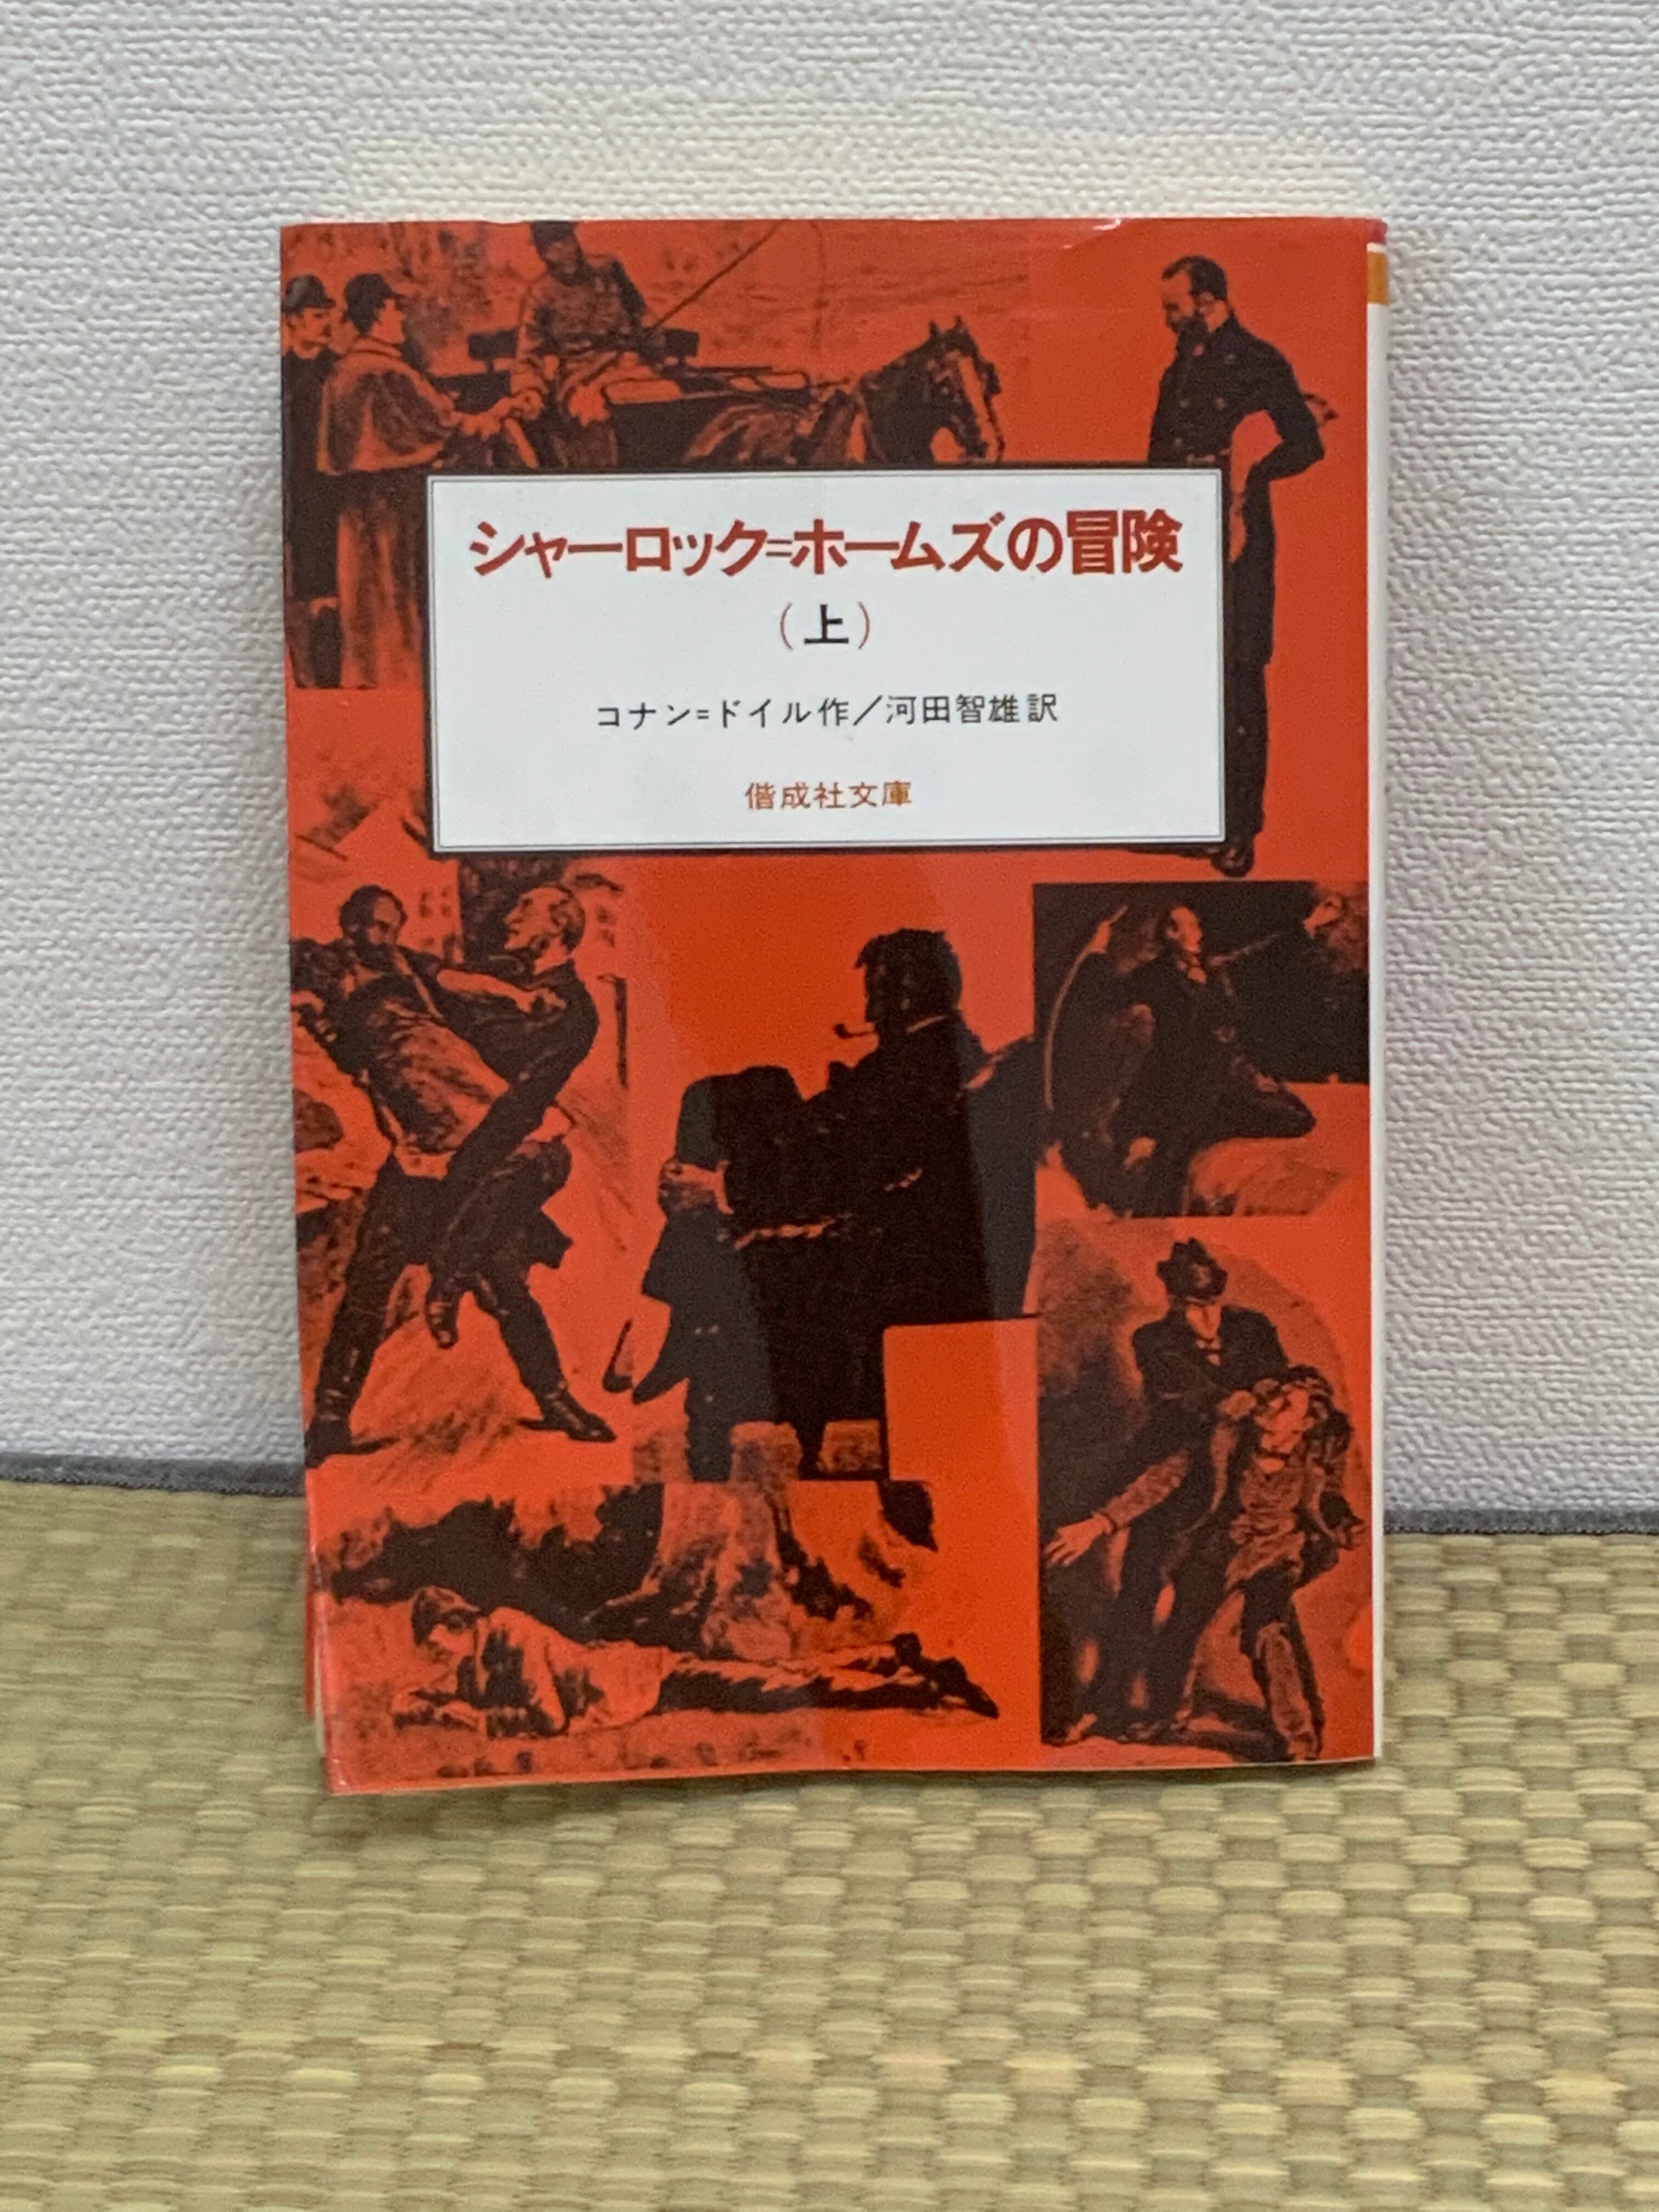 シャーロック=ホームズの冒険
(上)
コナン=ドイル作／河田智雄訳
偕成社文庫